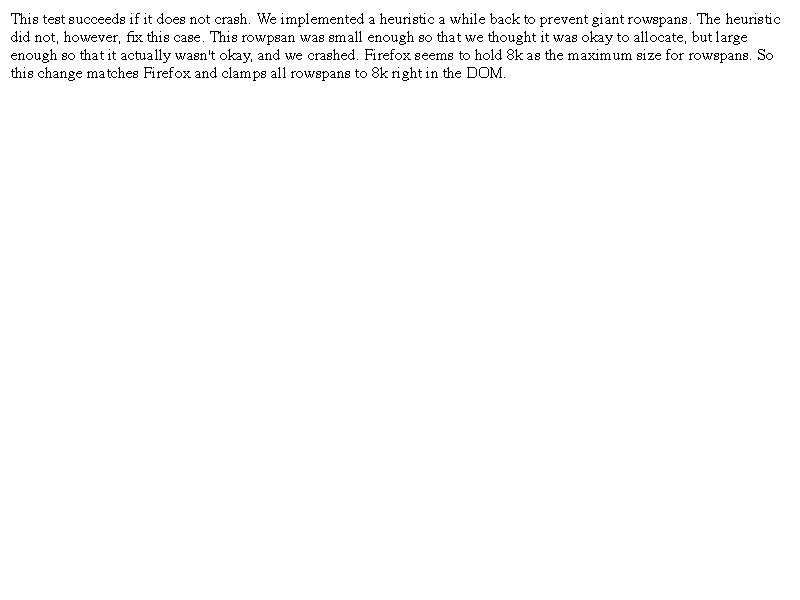 This test succeeds if it does not crash. We implemented a heuristic a while back to prevent giant rowspans. The heuristic
did not, however, fix this case. This rowpsan was small enough so that we thought it was okay to allocate, but large
enough so that it actually wasn't okay, and we crashed. Firefox seems to hold 8k as the maximum size for rowspans. So
this change matches Firefox and clamps all rowspans to 8k right in the DOM.